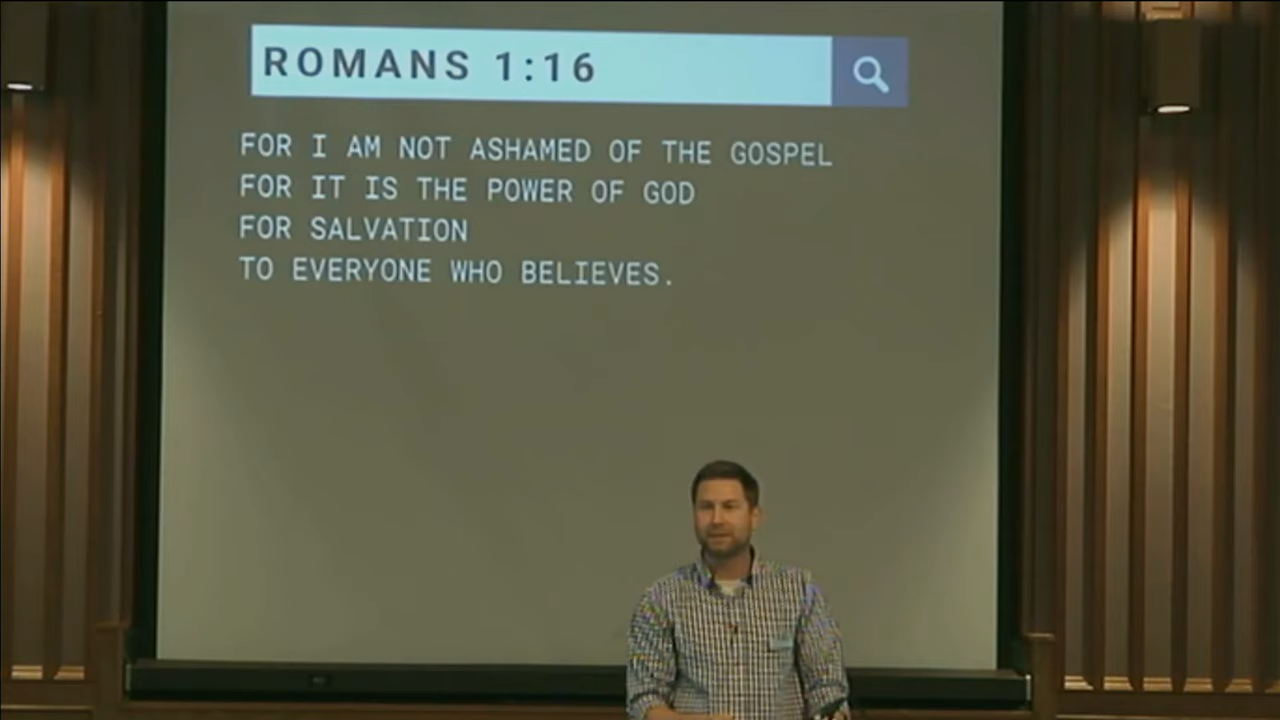 ROMANS 1:16
FOR I AM NOT ASHAMED OF THE GOSPEL
FOR IT IS THE POWER OF GOD
FOR SALVATION
TO EVERYONE WHO BELIEVES.